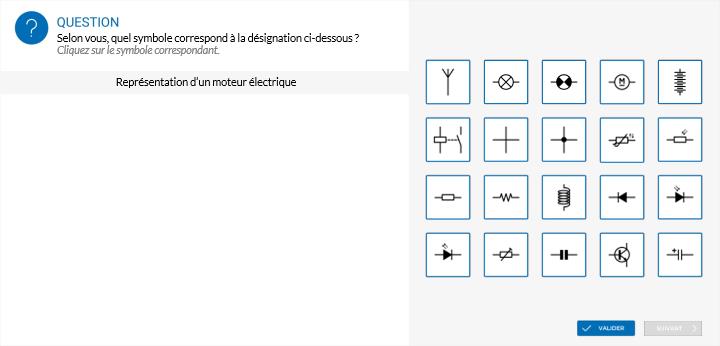 ?
QUESTION
Selon vous, quel symbole correspond à la désignation ci-dessous ?
Cliquez sur le symbole correspondant.
Représentation d'un moteur électrique
M
VALIDER
SUIVANT